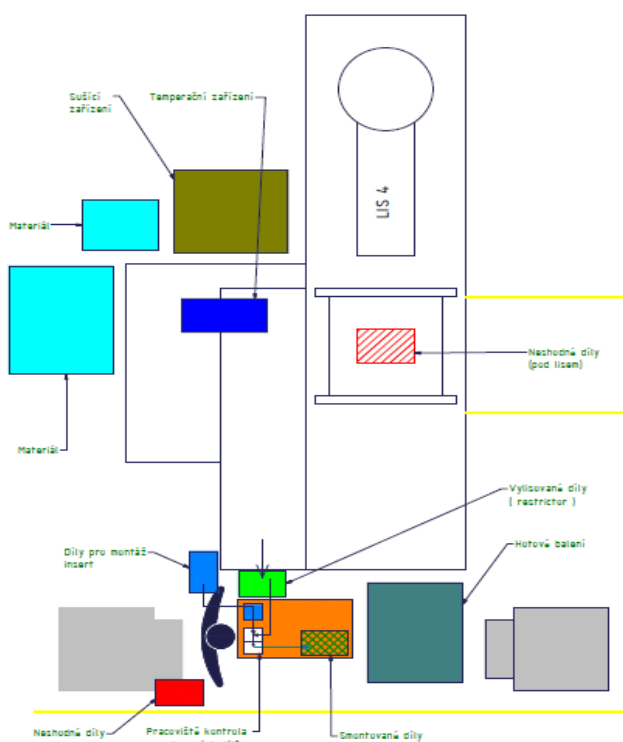 Sušící
zařízení
Temperační zařízení
LIS 4
Materiál
Neshodné díly
(pod lisem)
Materiál
Vylisované díly
( restrictor )
Hotové balení
Díly pro montáž
insert
Neshodné díly
Pracoviště kontrola
Smontované díly